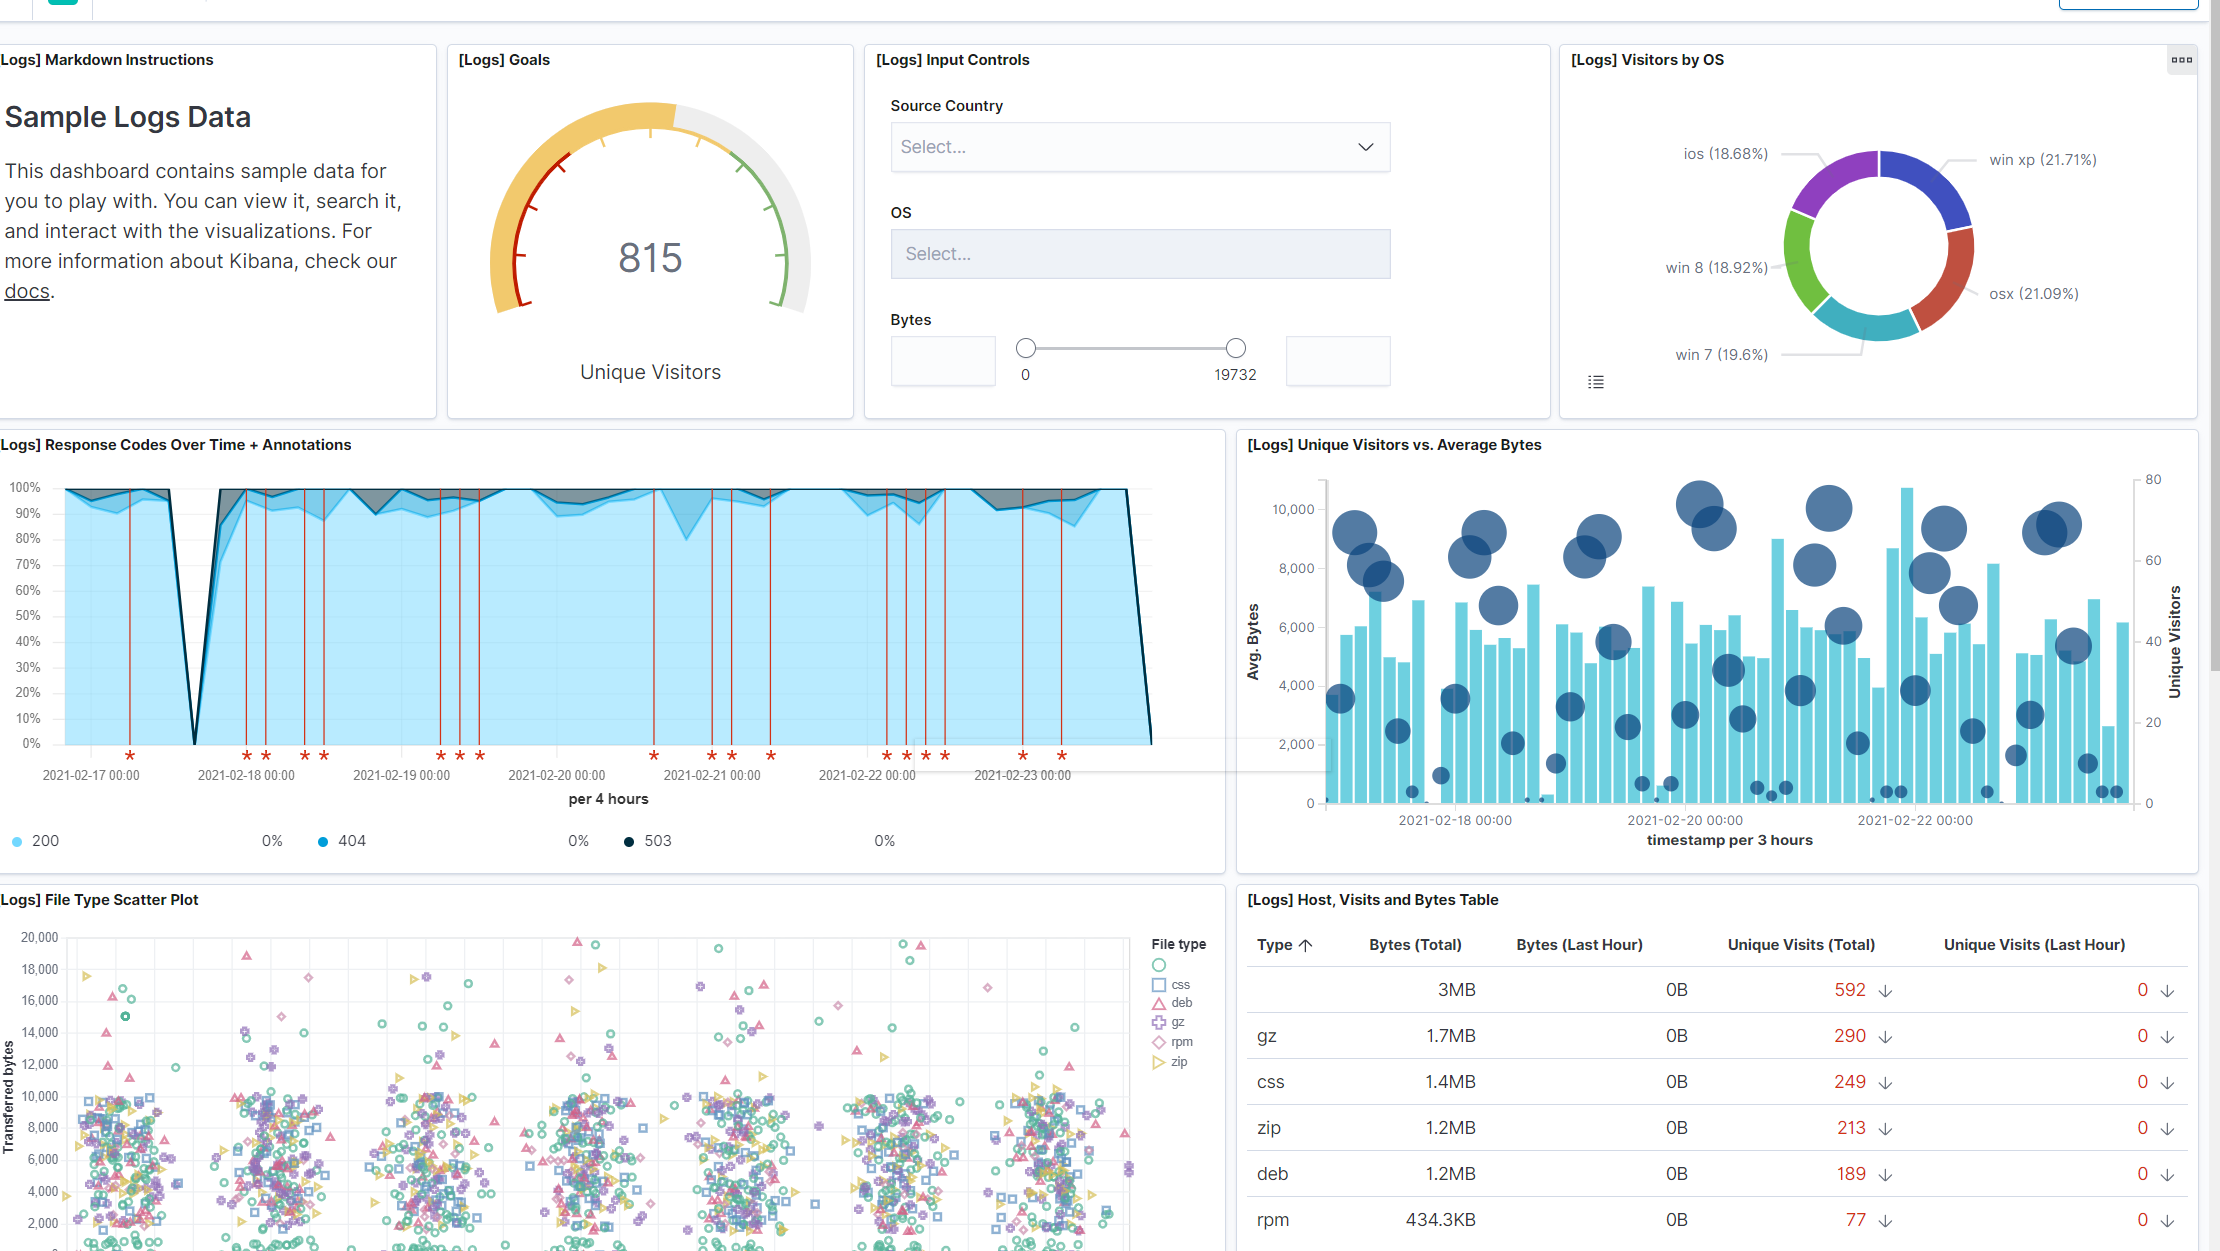 Logs] Markdown Instructions
Sample Logs Data
This dashboard contains sample data for
you to play with. You can view it, search it,
and interact with the visualizations. For
more information about Kibana, check our
docs.
[Logs] Goals
815
Unique Visitors
[Logs] Input Controls
Source Country
Select...
OS
Select...
Bytes
0
19732
[Logs] Visitors by OS
ios (18.68%)
win xp (21.71%)
win 8 (18.92%)
osx (21.09%)
win 7 (19.6%)
Logs] Response Codes Over Time + Annotations
100%
90%
80%
70%
60%
50%
40%
30%
20%
10%
0%
2021-02-17 00:00 2021-02-18 00:00 2021-02-19 00:00 2021-02-20 00:00 2021-02-21 00:00 2021-02-22 00:00 2021-02-23 00:00
per 4 hours
200 0% 404 0% 503 0%
[Logs] Unique Visitors vs. Average Bytes
Avg. Bytes
10,000
8,000
6,000
4,000
2,000
0
80
60
40
20
0
Unique Visitors
2021-02-18 00:00 2021-02-20 00:00 2021-02-22 00:00
timestamp per 3 hours
Logs] File Type Scatter Plot
Transferred bytes
20,000
18,000
16,000
14,000
12,000
10,000
8,000
6,000
4,000
2,000
File type
css
deb
gz
rpm
zip
[Logs] Host, Visits and Bytes Table
Type Bytes (Total) Bytes (Last Hour) Unique Visits (Total) Unique Visits (Last Hour)
3MB 0B 592 0
gz 1.7MB 0B 290 0
css 1.4MB 0B 249 0
zip 1.2MB 0B 213 0
deb 1.2MB 0B 189 0
rpm 434.3KB 0B 77 0